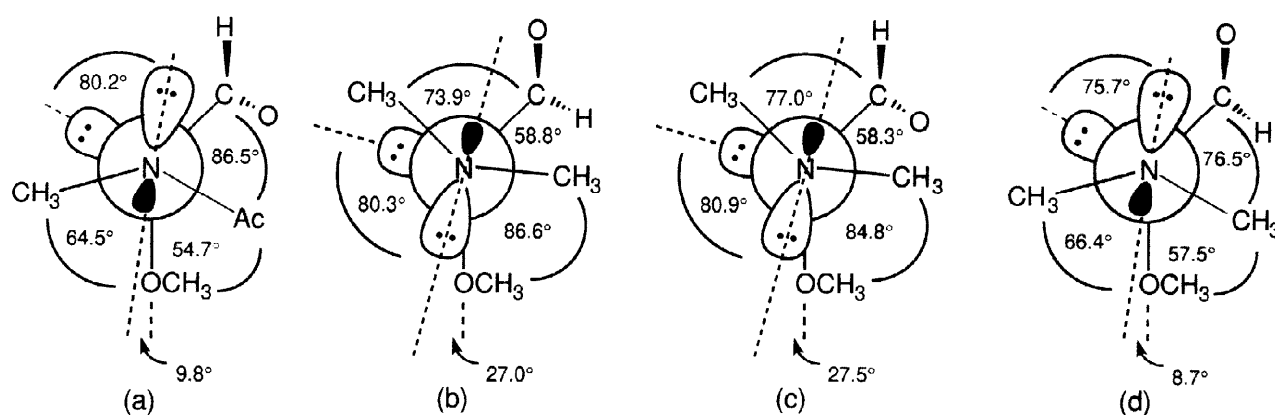 H
80.2°
C
O
N
86.5°
CH₃
Ac
64.5°
54.7°
OCH₃
9.8°
(a)
O
CH₃
73.9°
C
H
58.8°
N
CH₃
80.3°
86.6°
OCH₃
27.0°
(b)
H
CH₃
77.0°
C
O
58.3°
N
CH₃
80.9°
84.8°
OCH₃
27.5°
(c)
O
75.7°
C
H
N
76.5°
CH₃
CH₃
66.4°
57.5°
OCH₃
8.7°
(d)